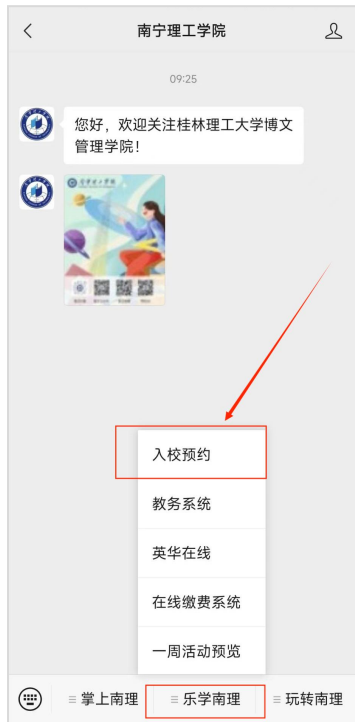 南宁理工学院
09:25
您好，欢迎关注桂林理工大学博文
管理学院！
入校预约
教务系统
英华在线
在线缴费系统
一周活动预览
掌上南理
乐学南理
玩转南理